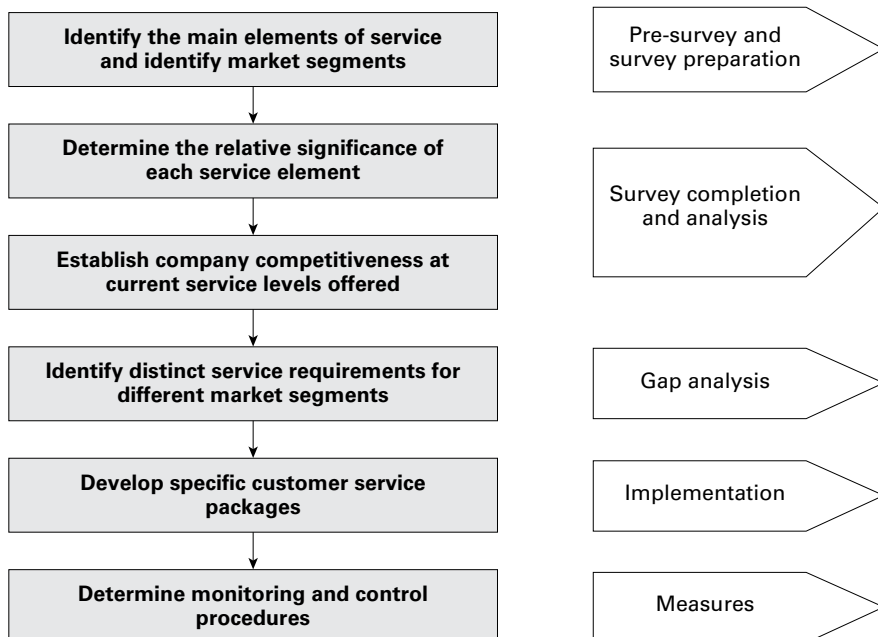 Identify the main elements of service
and identify market segments
Pre-survey and
survey preparation
Determine the relative significance of
each service element
Survey completion
and analysis
Establish company competitiveness at
current service levels offered
Identify distinct service requirements for
different market segments
Gap analysis
Develop specific customer service
packages
Implementation
Determine monitoring and control
procedures
Measures